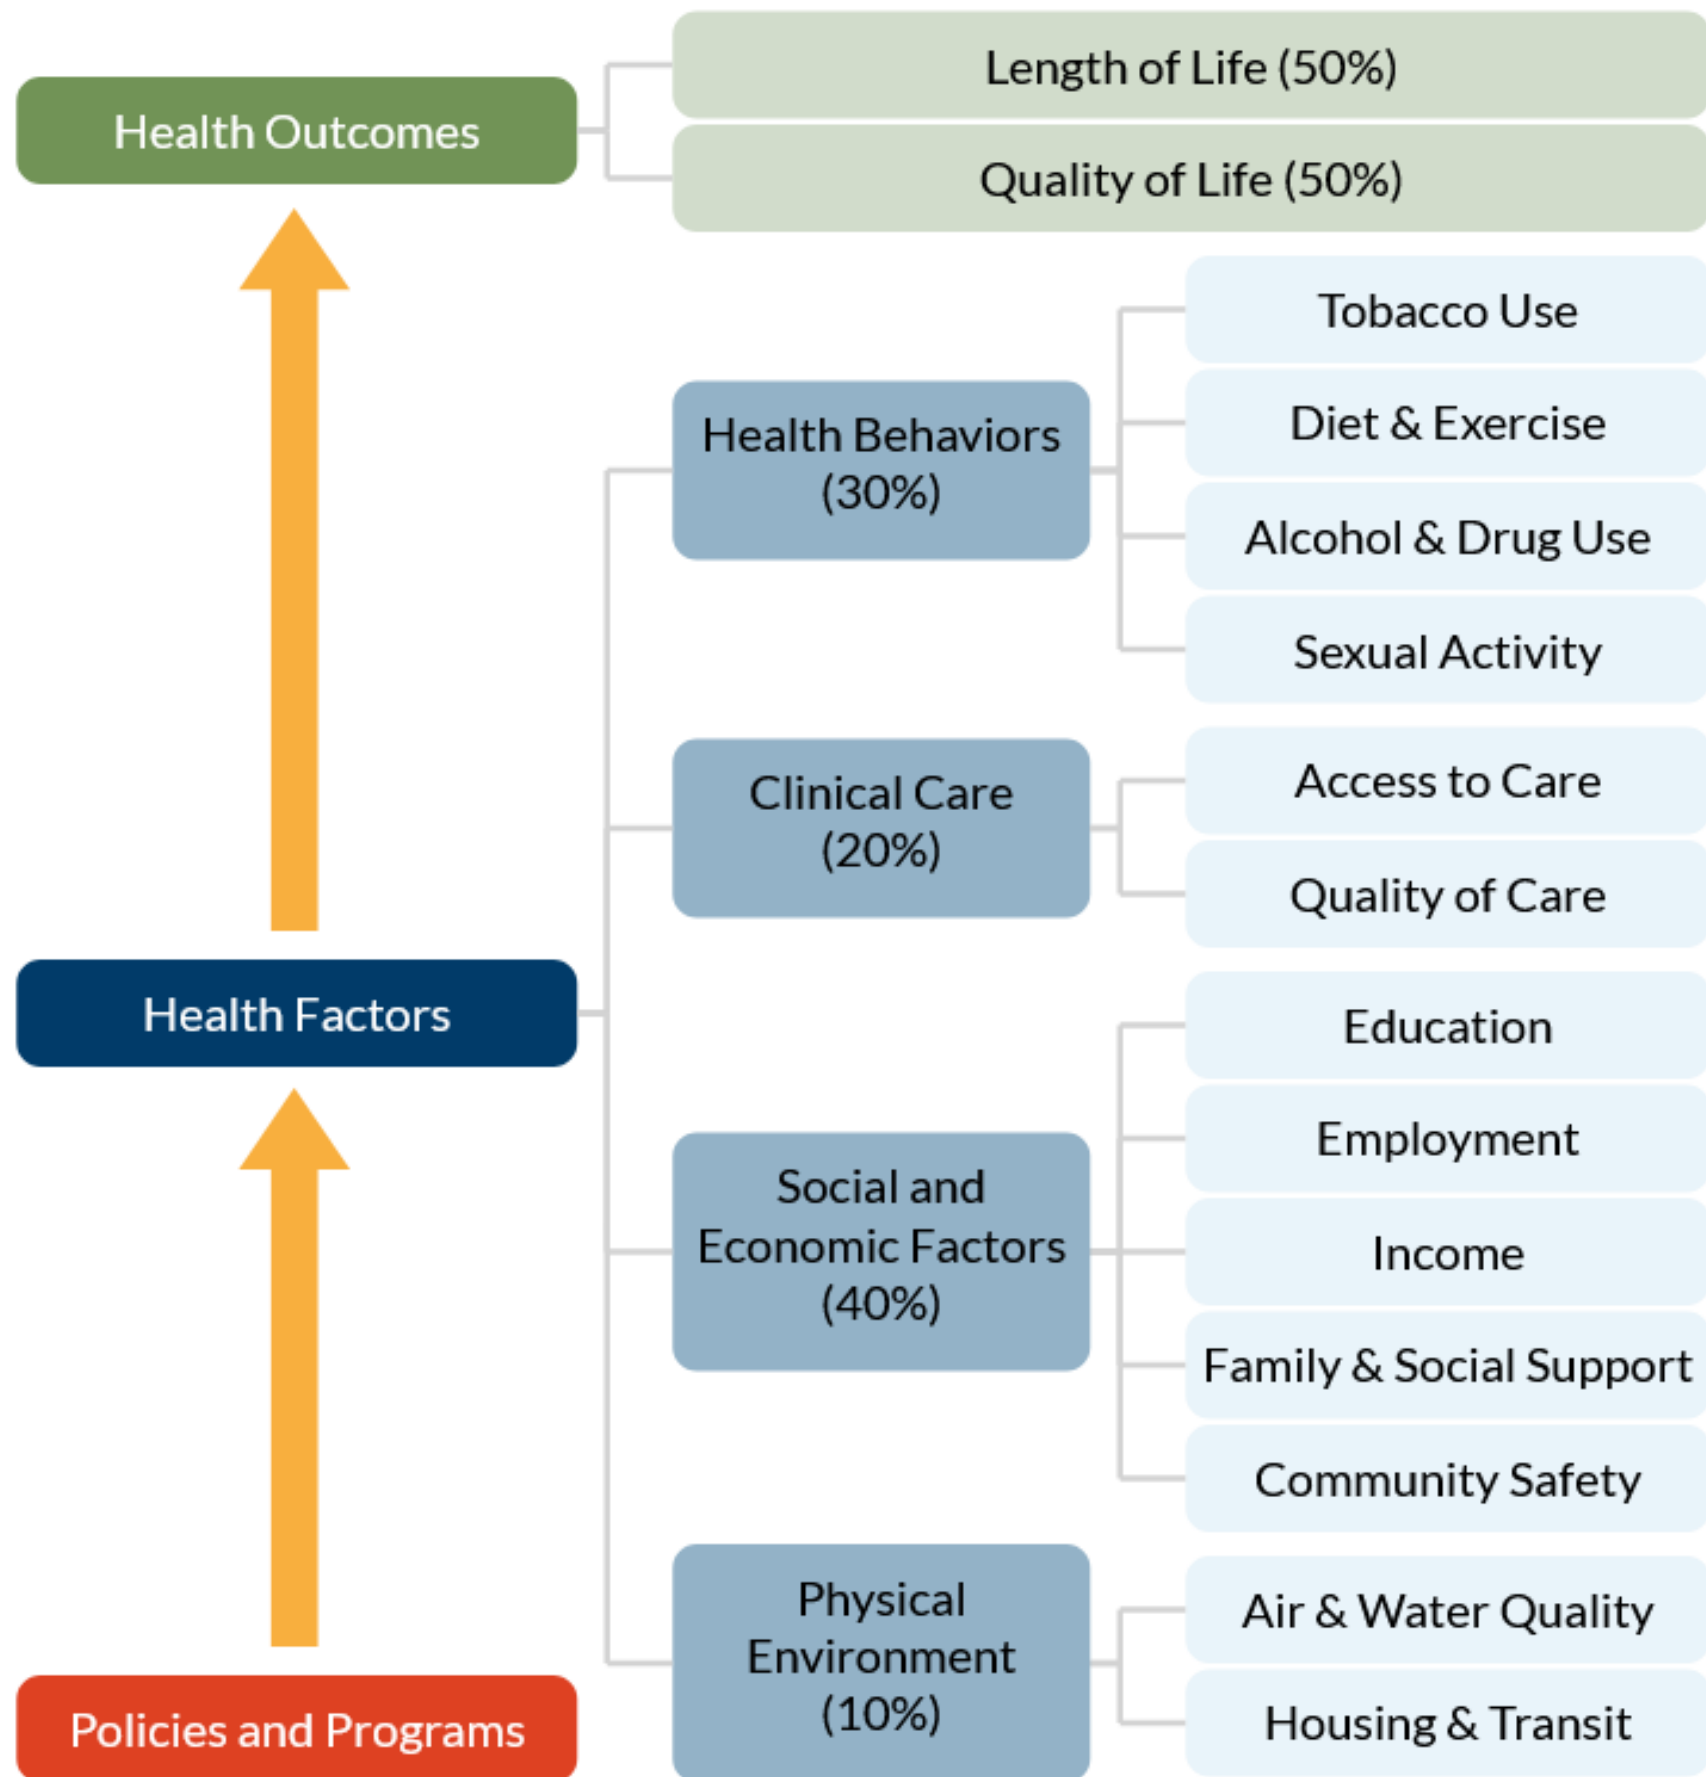 Health Outcomes
Length of Life (50%)
Quality of Life (50%)
Health Factors
Health Behaviors
(30%)
Tobacco Use
Diet & Exercise
Alcohol & Drug Use
Sexual Activity
Clinical Care
(20%)
Access to Care
Quality of Care
Social and
Economic Factors
(40%)
Education
Employment
Income
Family & Social Support
Community Safety
Physical
Environment
(10%)
Air & Water Quality
Housing & Transit
Policies and Programs